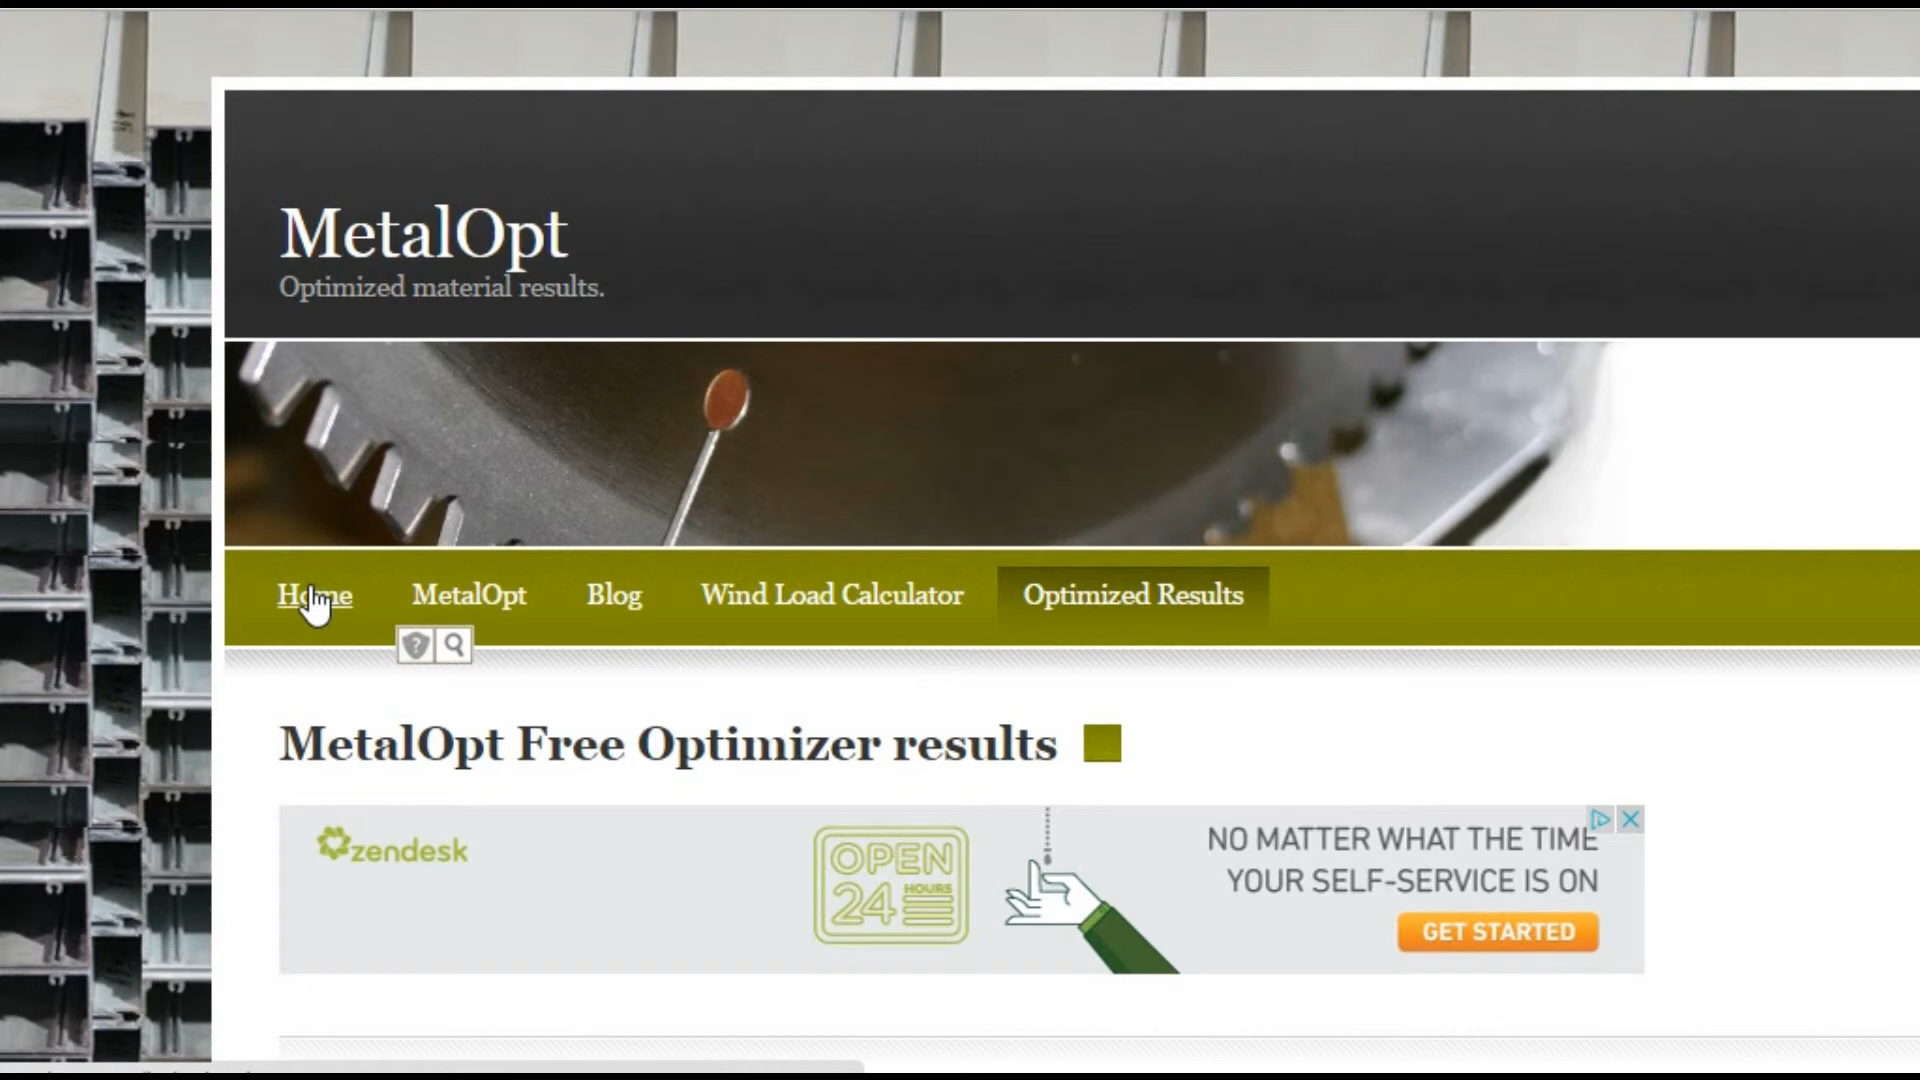 MetalOpt
Optimized material results.
Home MetalOpt Blog Wind Load Calculator Optimized Results
MetalOpt Free Optimizer results
zendesk
OPEN
24 HOURS
NO MATTER WHAT THE TIME
YOUR SELF-SERVICE IS ON
GET STARTED